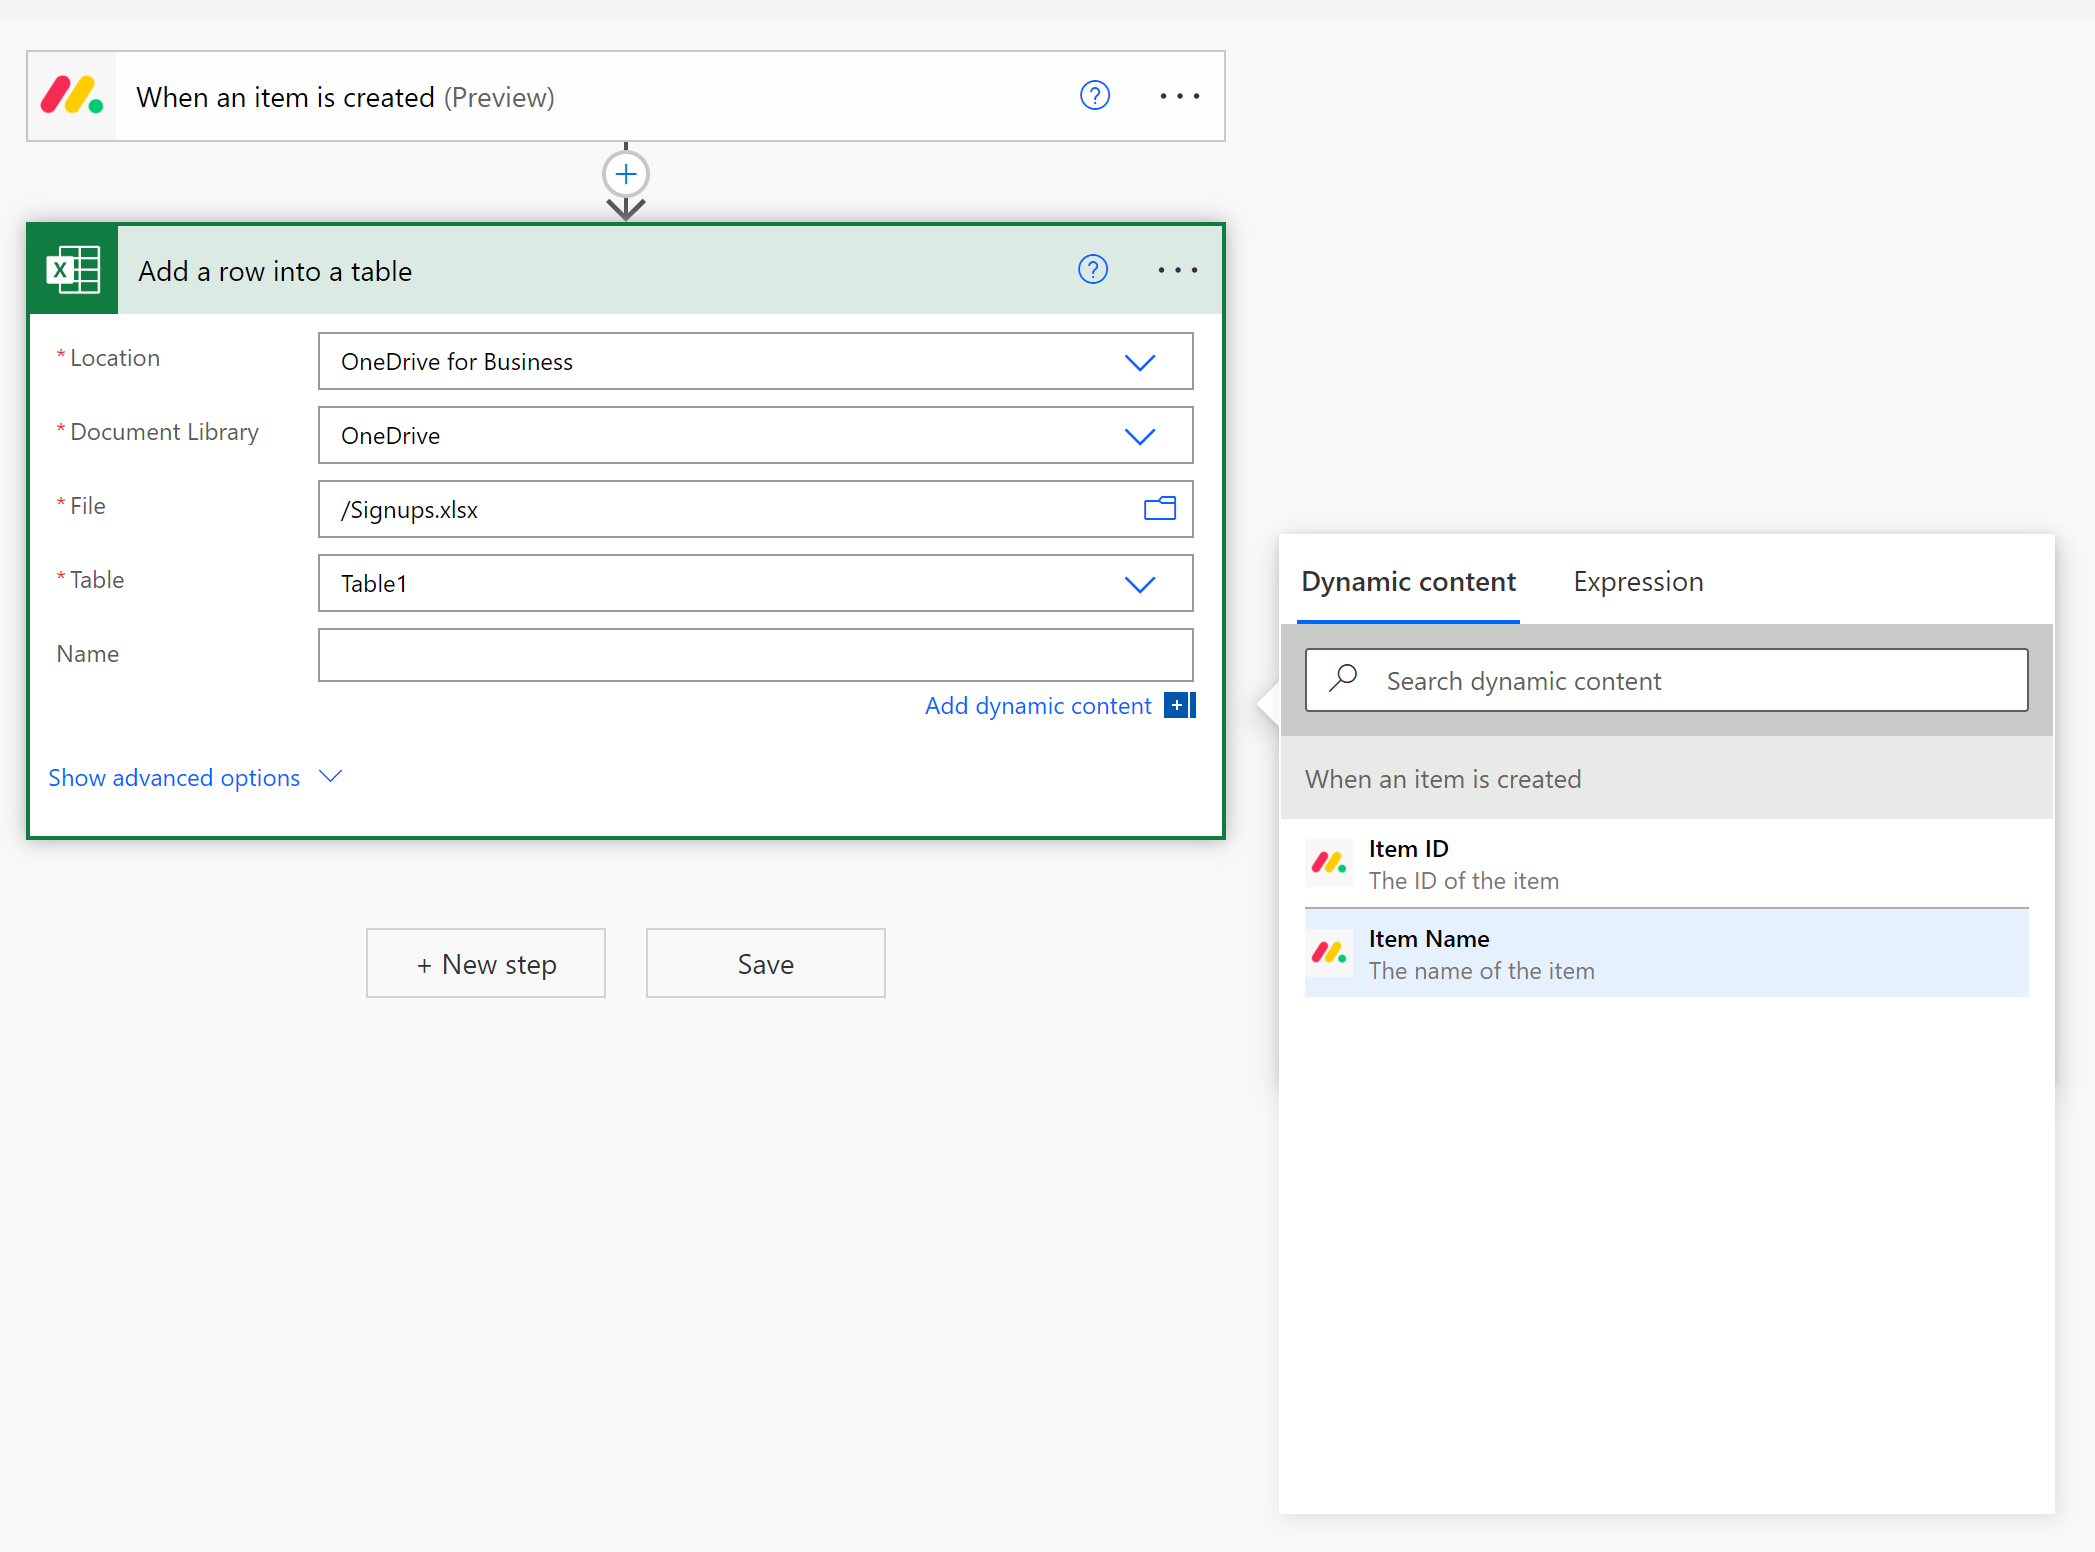 When an item is created (Preview)
Add a row into a table
* Location
OneDrive for Business
* Document Library
OneDrive
* File
/Signups.xlsx
* Table
Table1
Name
Add dynamic content
Show advanced options
+ New step
Save
Dynamic content
Expression
Search dynamic content
When an item is created
Item ID
The ID of the item
Item Name
The name of the item